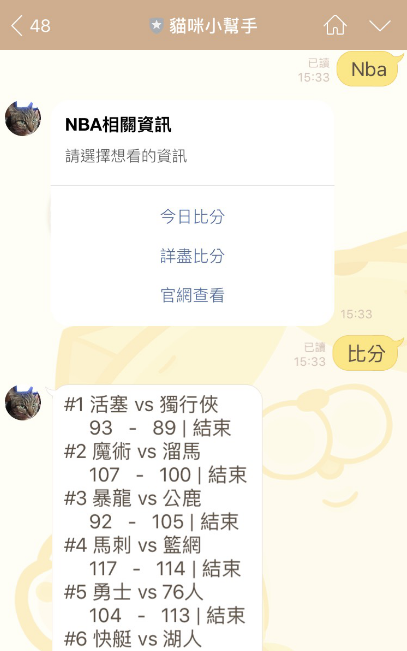 48
貓咪小幫手
已讀
15:33
Nba
NBA相關資訊
請選擇想看的資訊
今日比分
詳盡比分
官網查看
15:33
已讀
15:33
比分
#1 活塞 vs 獨行俠
93 - 89 | 結束
#2 魔術 vs 溜馬
107 - 100 | 結束
#3 暴龍 vs 公鹿
92 - 105 | 結束
#4 馬刺 vs 籃網
117 - 114 | 結束
#5 勇士 vs 76人
104 - 113 | 結束
#6 快艇 vs 湖人